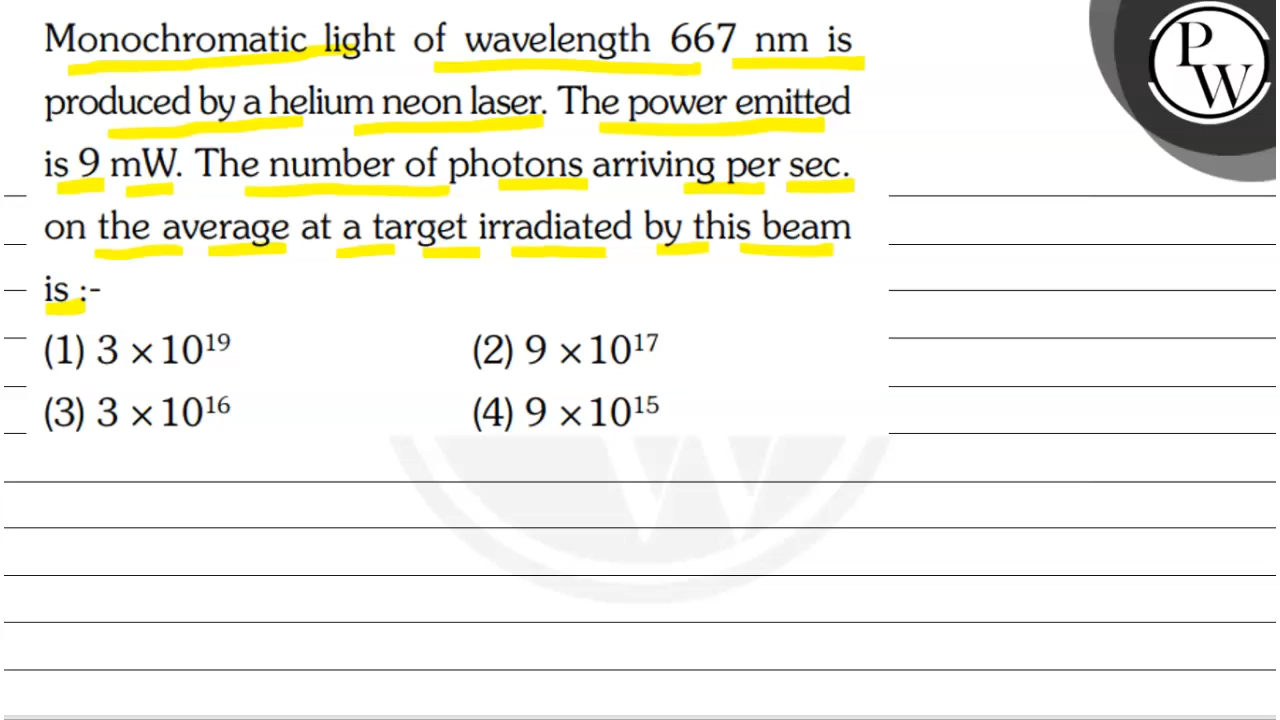 Monochromatic light of wavelength 667 nm is
produced by a helium neon laser. The power emitted
is 9 mW. The number of photons arriving per sec.
on the average at a target irradiated by this beam
is :-
(1) 3 × 10¹⁹ (2) 9 × 10¹⁷
(3) 3 × 10¹⁶ (4) 9 × 10¹⁵
P
W